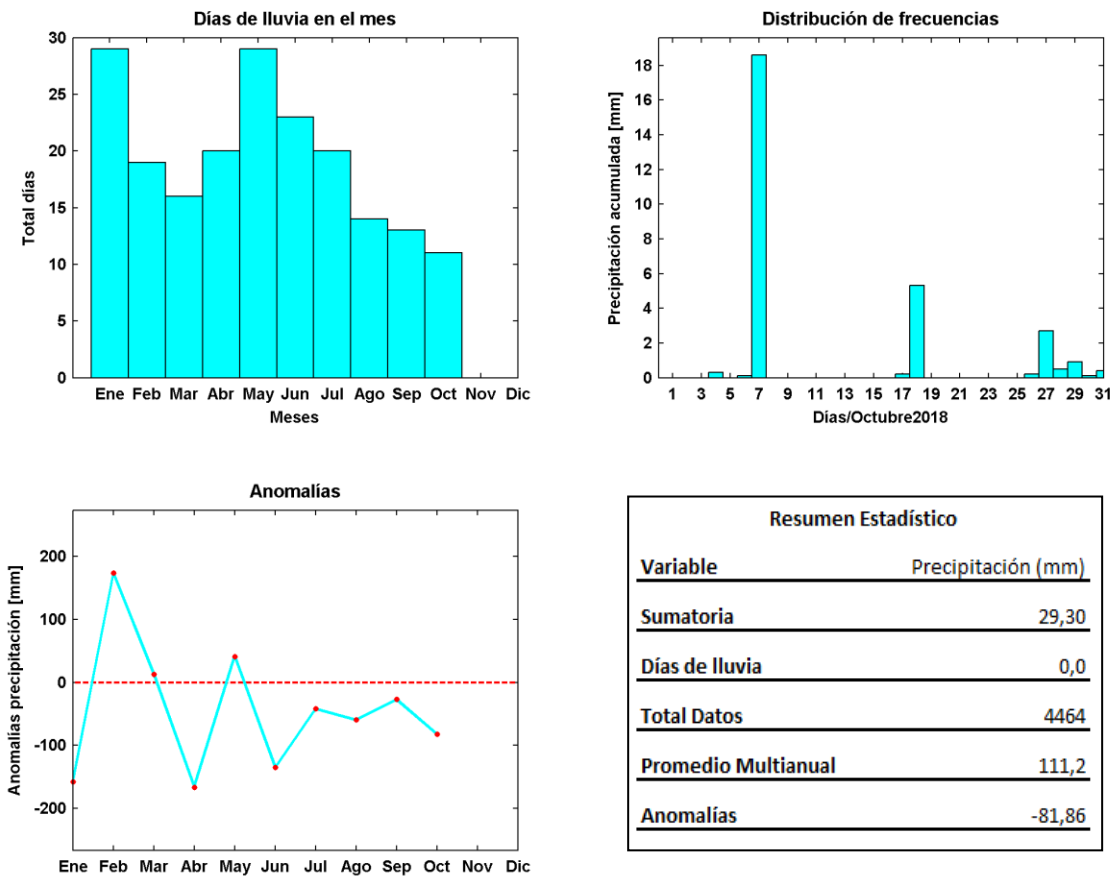 Días de lluvia en el mes
Total días
30
25
20
15
10
5
0
Ene Feb Mar Abr May Jun Jul Ago Sep Oct Nov Dic
Meses
Distribución de frecuencias
Precipitación acumulada [mm]
18
16
14
12
10
8
6
4
2
0
1 3 5 7 9 11 13 15 17 19 21 23 25 27 29 31
Días/Octubre2018
Anomalías
Anomalías precipitación [mm]
200
100
0
-100
-200
Ene Feb Mar Abr May Jun Jul Ago Sep Oct Nov Dic
Resumen Estadístico
Variable Precipitación (mm)
Sumatoria 29,30
Días de lluvia 0,0
Total Datos 4464
Promedio Multianual 111,2
Anomalías -81,86